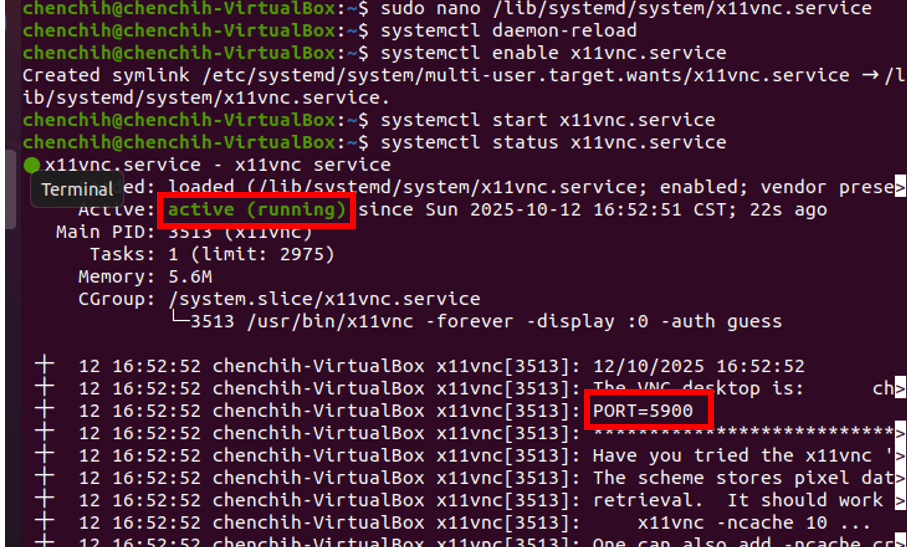 chenchih@chenchih-VirtualBox:~$ sudo nano /lib/systemd/system/x11vnc.service
chenchih@chenchih-VirtualBox:~$ systemctl daemon-reload
chenchih@chenchih-VirtualBox:~$ systemctl enable x11vnc.service
Created symlink /etc/systemd/system/multi-user.target.wants/x11vnc.service → /l
ib/systemd/system/x11vnc.service.
chenchih@chenchih-VirtualBox:~$ systemctl start x11vnc.service
chenchih@chenchih-VirtualBox:~$ systemctl status x11vnc.service
● x11vnc.service - x11vnc service
Terminal ded: loaded (/lib/systemd/system/x11vnc.service; enabled; vendor prese>
Active: active (running) since Sun 2025-10-12 16:52:51 CST; 22s ago
Main PID: 3513 (x11vnc)
Tasks: 1 (limit: 2975)
Memory: 5.6M
CGroup: /system.slice/x11vnc.service
└─3513 /usr/bin/x11vnc -forever -display :0 -auth guess
十 12 16:52:52 chenchih-VirtualBox x11vnc[3513]: 12/10/2025 16:52:52
十 12 16:52:52 chenchih-VirtualBox x11vnc[3513]: The VNC desktop is: ch>
十 12 16:52:52 chenchih-VirtualBox x11vnc[3513]: PORT=5900
十 12 16:52:52 chenchih-VirtualBox x11vnc[3513]: ***************************>
十 12 16:52:52 chenchih-VirtualBox x11vnc[3513]: Have you tried the x11vnc '>
十 12 16:52:52 chenchih-VirtualBox x11vnc[3513]: The scheme stores pixel dat>
十 12 16:52:52 chenchih-VirtualBox x11vnc[3513]: retrieval. It should work >
十 12 16:52:52 chenchih-VirtualBox x11vnc[3513]: x11vnc -ncache 10 ...
十 12 16:52:52 chenchih-VirtualBox x11vnc[3513]: One can also add -ncache_cr>